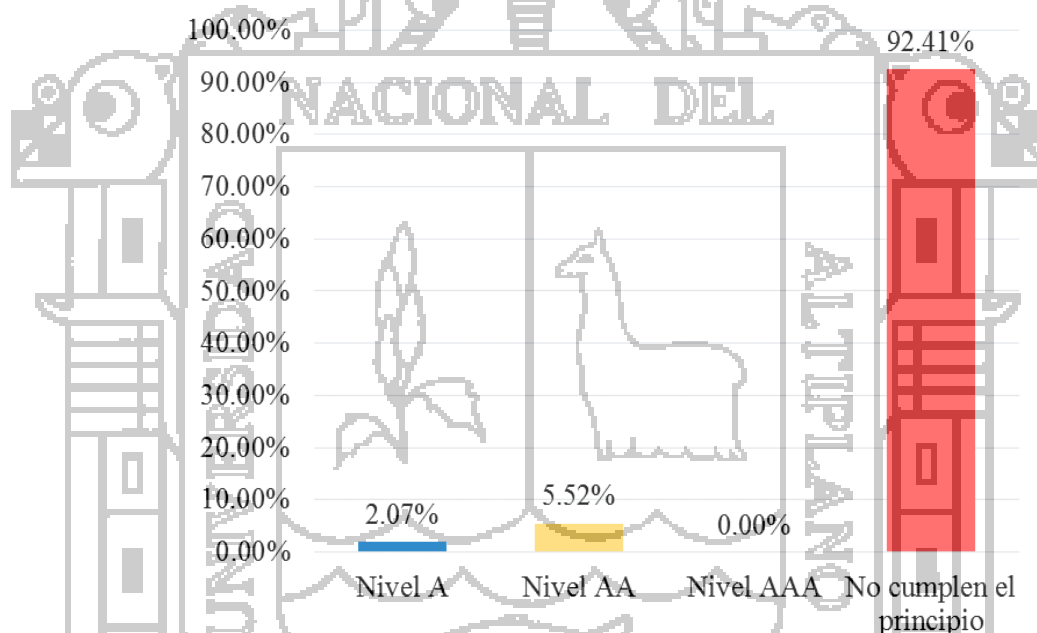 100.00%
90.00%
80.00%
70.00%
60.00%
50.00%
40.00%
30.00%
20.00%
10.00%
0.00%
2.07%
5.52%
0.00%
92.41%
Nivel A
Nivel AA
Nivel AAA
No cumplen el
principio
UNIVERSIDAD
NACIONAL DEL
ALTIPLANO